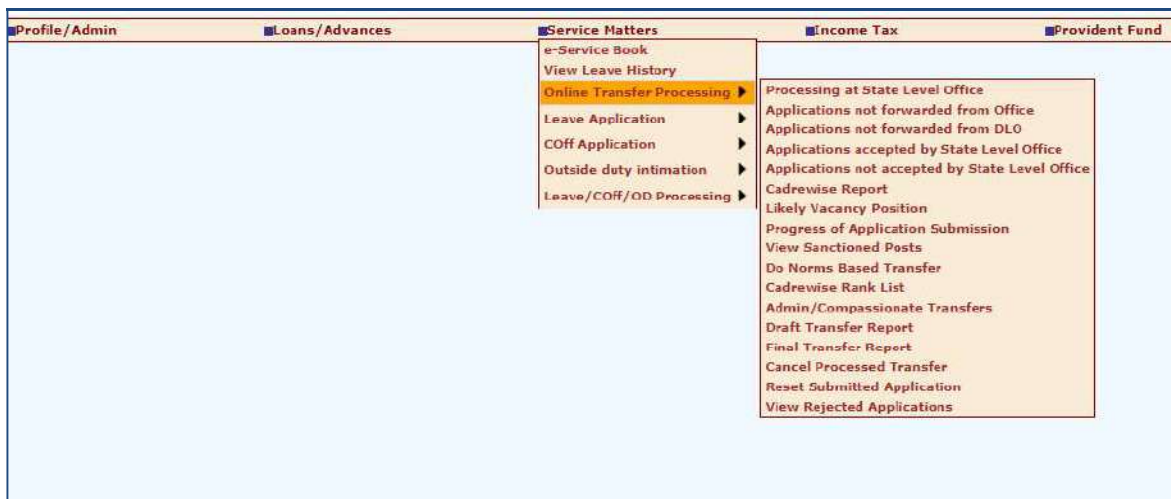 Profile/Admin Loans/Advances Service Matters Income Tax Provident Fund
e-Service Book
View Leave History
Online Transfer Processing
Leave Application
COff Application
Outside duty intimation
Leave/COff/OD Processing
Processing at State Level Office
Applications not forwarded from Office
Applications not forwarded from DLO
Applications accepted by State Level Office
Applications not accepted by State Level Office
Cadrewise Report
Likely Vacancy Position
Progress of Application Submission
View Sanctioned Posts
Do Norms Based Transfer
Cadrewise Rank List
Admin/Compassionate Transfers
Draft Transfer Report
Final Transfer Report
Cancel Processed Transfer
Reset Submitted Application
View Rejected Applications